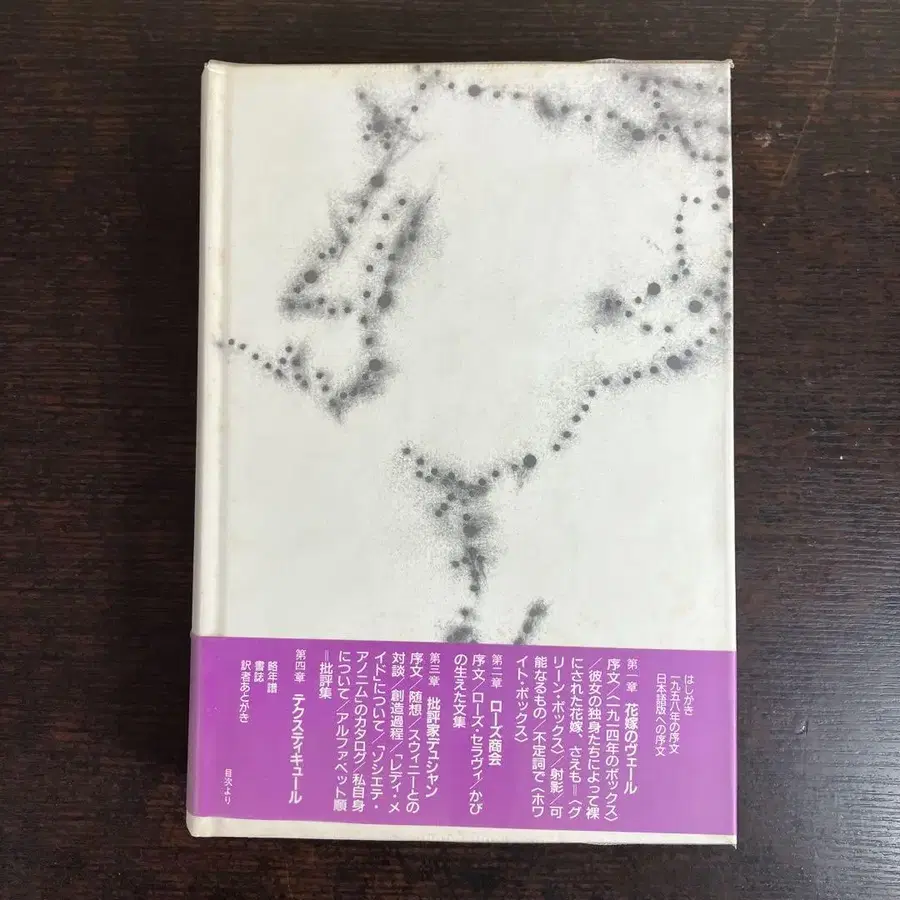 はしがき
一九五八年の序文
日本語版への序文
第一章 花嫁のヴェール
序文/〈一九一四年のボックス〉
/彼女の独身たちによって裸
にされた花嫁、さえも=〈グ
リーン・ボックス〉/射影/可
能なるもの/不定詞で〈ホワ
イト・ボックス〉
第二章 ローズ商会
序文/ローズ・セラヴィ/かび
の生えた文集
第三章 批評家デュシャン
序文/随想/スウィニーとの
対談/創造過程/「レディ・メ
イド」について/「ソシエテ・
アノニム」のカタログ/私自身
について/アルファベット順
=批評集
第四章 テクスティキュール
略年譜
書誌
訳者あとがき
目次より